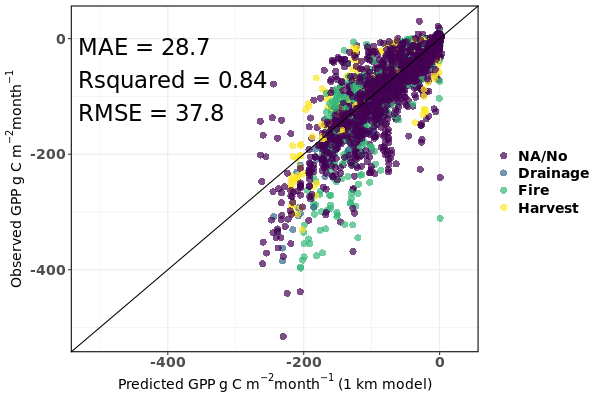 MAE = 28.7
Rsquared = 0.84
RMSE = 37.8
0
-200
-400
Observed GPP g C m⁻²month⁻¹
-400
-200
0
Predicted GPP g C m⁻²month⁻¹ (1 km model)
NA/No
Drainage
Fire
Harvest